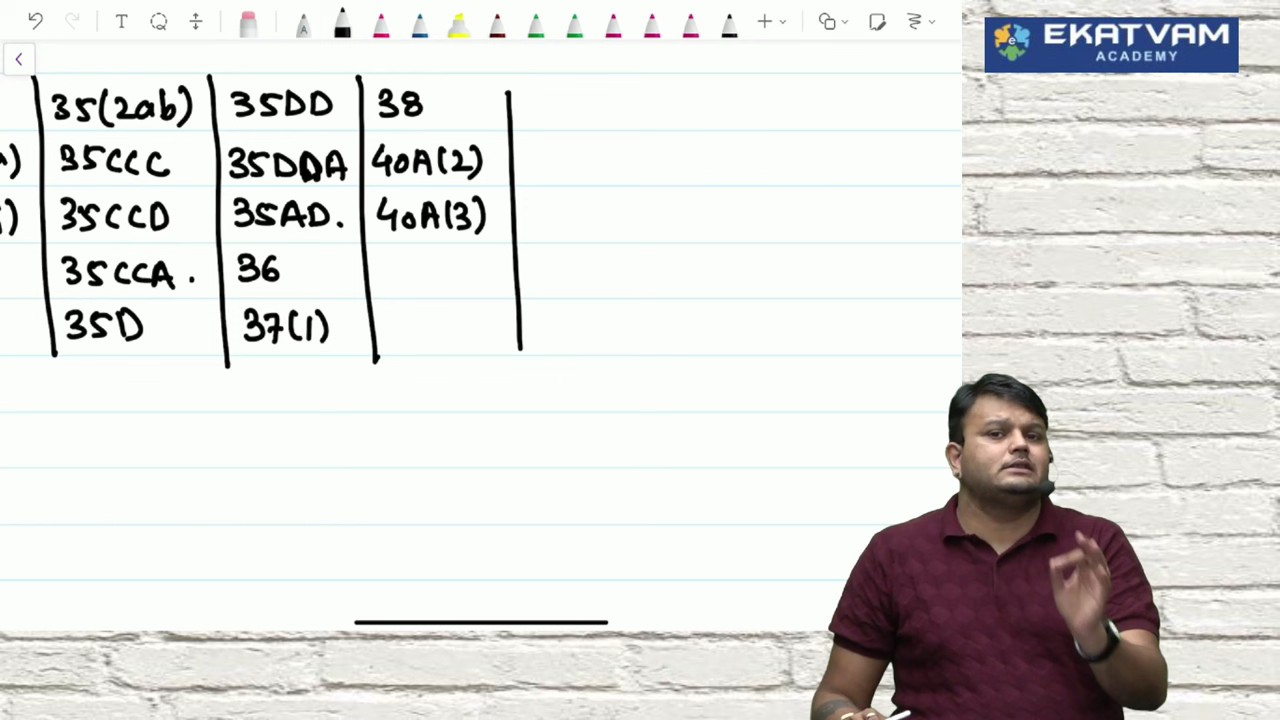 EKATVAM
ACADEMY
35(2ab) 35DD 38
) 35CCC 35DDA 40A(2)
) 35CCD 35AD. 40A(3)
35CCA. 36
35D 37(1)